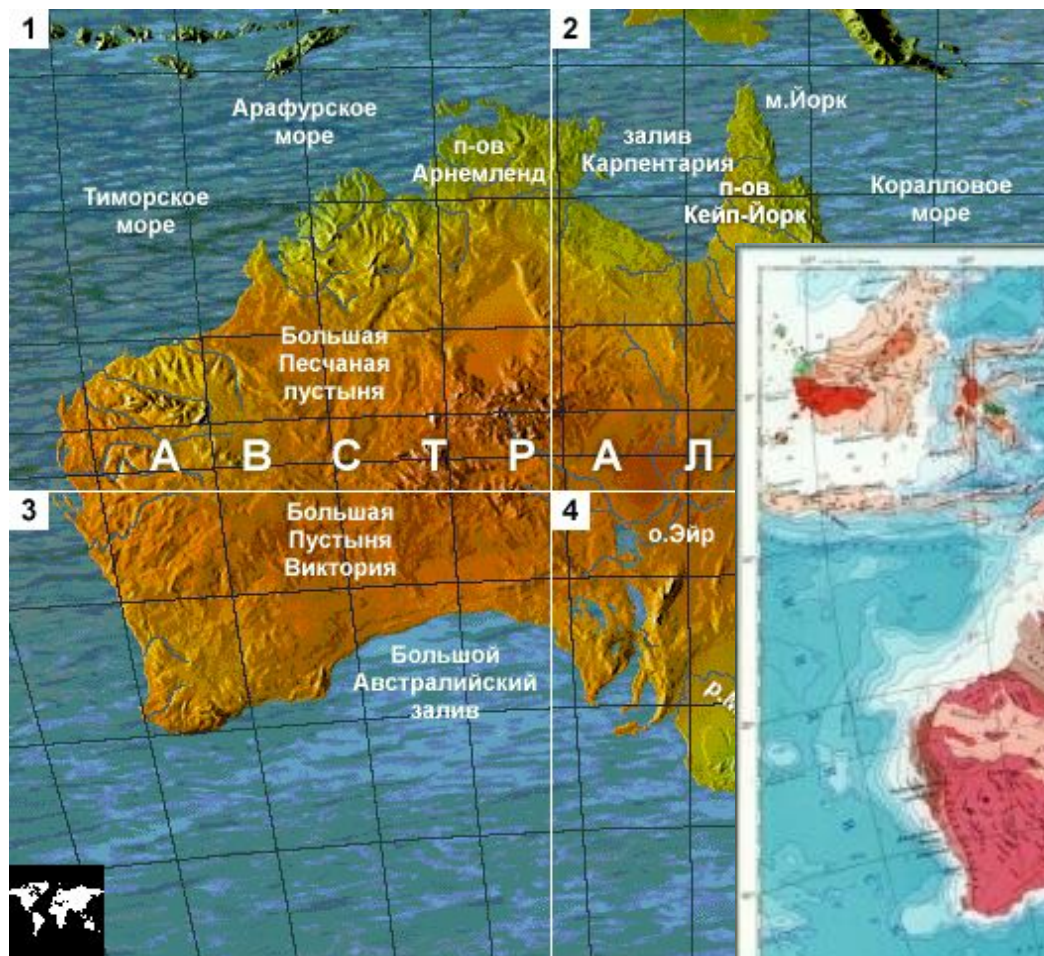 1
2
Арафурское
море
м.Йорк
п-ов
Арнемленд
залив
Карпентария
Тиморское
море
п-ов
Кейп-Йорк
Коралловое
море
Большая
Песчаная
пустыня
А В С Т Р А Л
3
4
Большая
Пустыня
Виктория
о.Эйр
Большой
Австралийский
залив
р.М